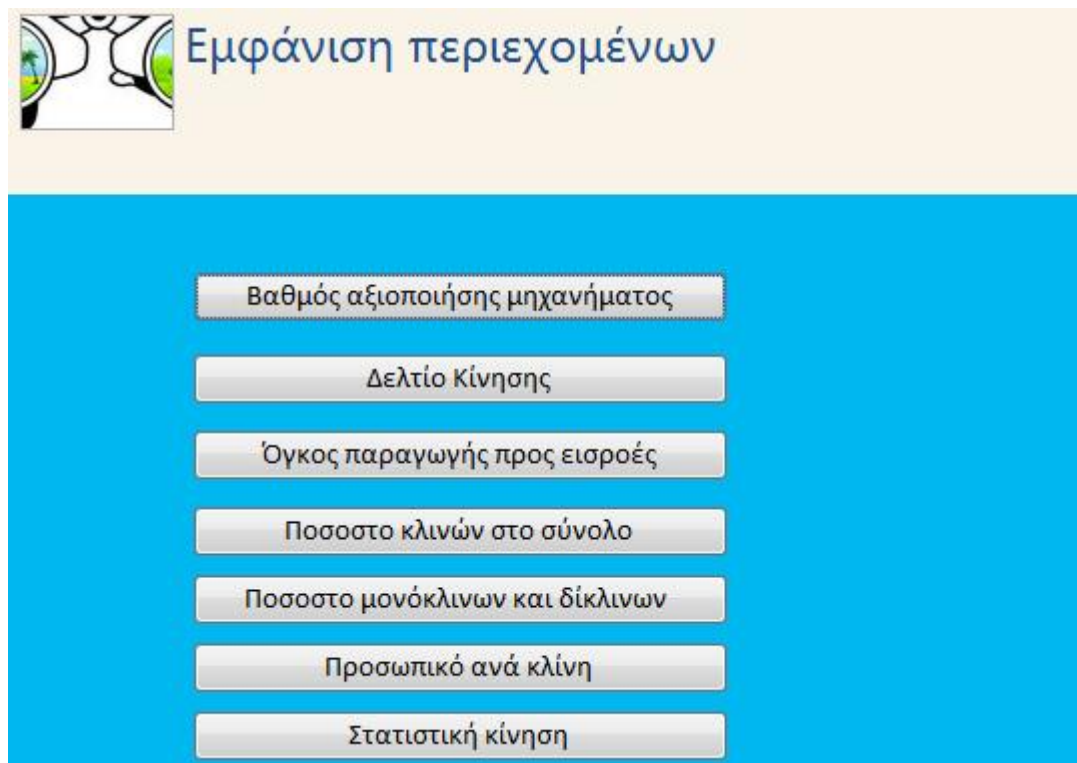 Εμφάνιση περιεχομένων
Βαθμός αξιοποιήσης μηχανήματος
Δελτίο Κίνησης
Όγκος παραγωγής προς εισροές
Ποσοστο κλινών στο σύνολο
Ποσοστο μονόκλινων και δίκλινων
Προσωπικό ανά κλίνη
Στατιστική κίνηση